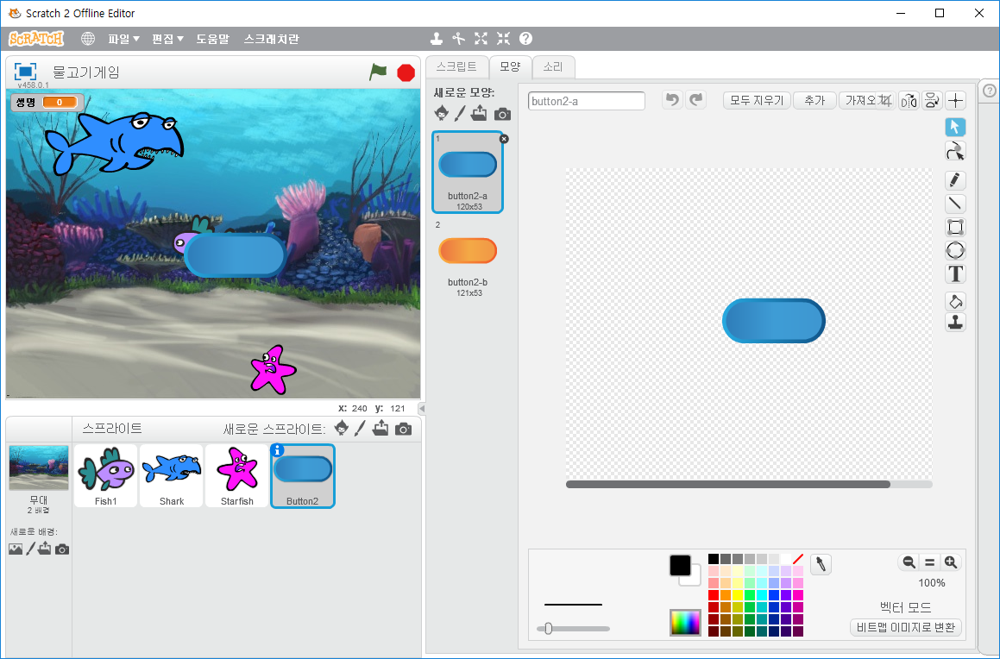 Scratch 2 Offline Editor
SCRATCH 파일 편집 도움말 스크래치란
물고기게임
v458.0.1
생명 0
x: 240 y: 121
스프라이트 새로운 스프라이트:
Fish1 Shark Starfish Button2
무대
2 배경
새로운 배경:
스크립트 모양 소리
새로운 모양:
1
button2-a
120x53
2
button2-b
121x53
button2-a 모두 지우기 추가
T
100%
벡터 모드
비트맵 이미지로 변환